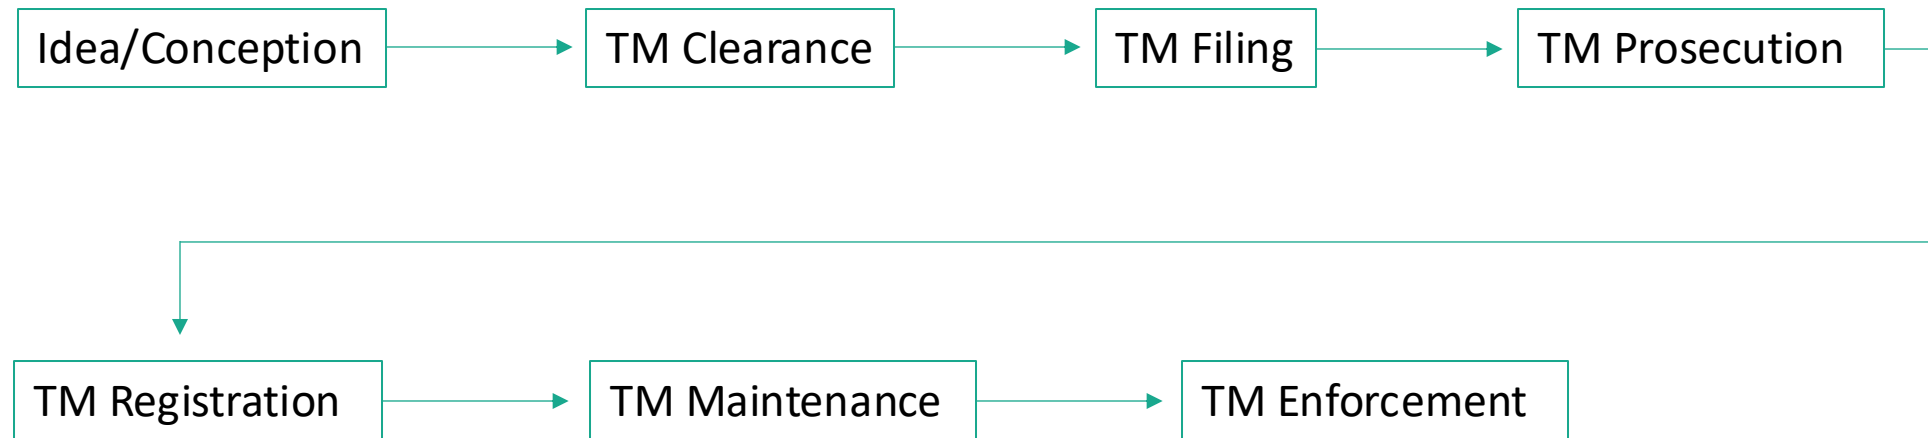 Idea/Conception
TM Clearance
TM Filing
TM Prosecution
TM Registration
TM Maintenance
TM Enforcement